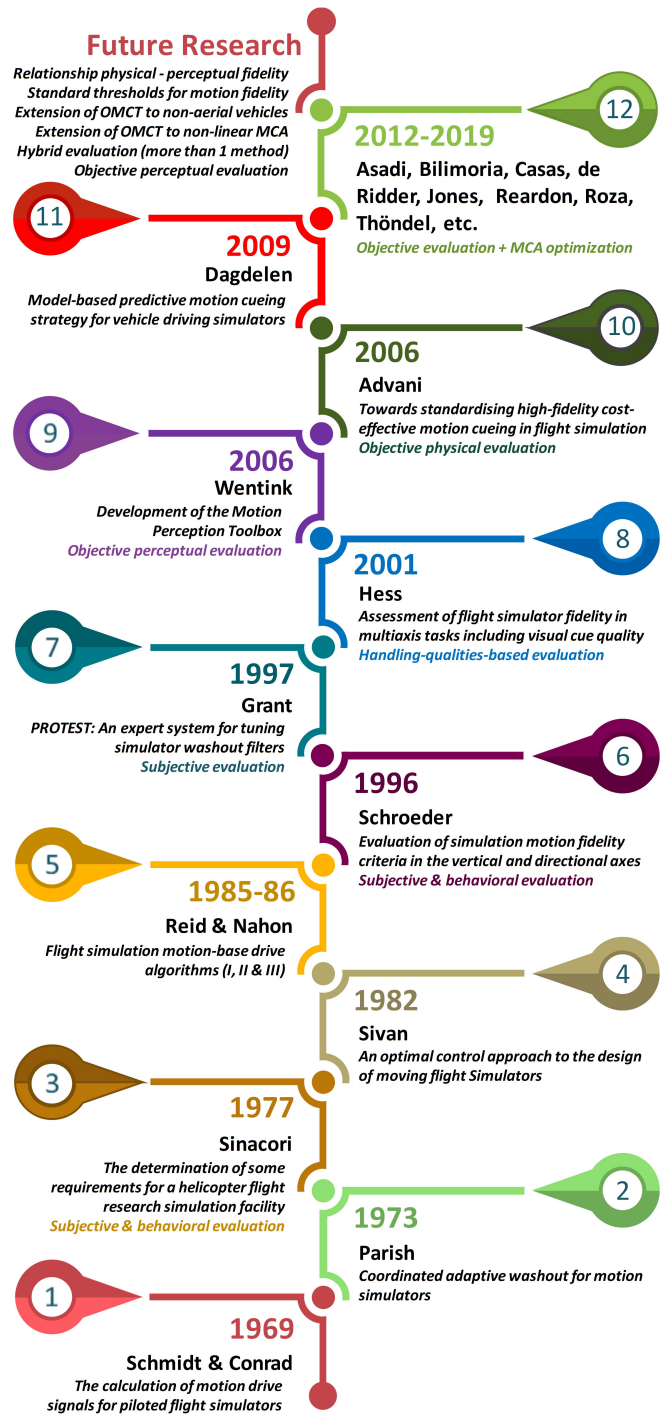 Future Research
Relationship physical - perceptual fidelity
Standard thresholds for motion fidelity
Extension of OMCT to non-aerial vehicles
Extension of OMCT to non-linear MCA
Hybrid evaluation (more than 1 method)
Objective perceptual evaluation
12
2012-2019
Asadi, Bilimoria, Casas, de
Ridder, Jones, Reardon, Roza,
Thöndel, etc.
Objective evaluation + MCA optimization
11
2009
Dagdelen
Model-based predictive motion cueing
strategy for vehicle driving simulators
10
2006
Advani
Towards standardising high-fidelity cost-
effective motion cueing in flight simulation
Objective physical evaluation
9
2006
Wentink
Development of the Motion
Perception Toolbox
Objective perceptual evaluation
8
2001
Hess
Assessment of flight simulator fidelity in
multiaxis tasks including visual cue quality
Handling-qualities-based evaluation
7
1997
Grant
PROTEST: An expert system for tuning
simulator washout filters
Subjective evaluation
6
1996
Schroeder
Evaluation of simulation motion fidelity
criteria in the vertical and directional axes
Subjective & behavioral evaluation
5
1985-86
Reid & Nahon
Flight simulation motion-base drive
algorithms (I, II & III)
4
1982
Sivan
An optimal control approach to the design
of moving flight Simulators
3
1977
Sinacori
The determination of some
requirements for a helicopter flight
research simulation facility
Subjective & behavioral evaluation
2
1973
Parish
Coordinated adaptive washout for motion
simulators
1
1969
Schmidt & Conrad
The calculation of motion drive
signals for piloted flight simulators